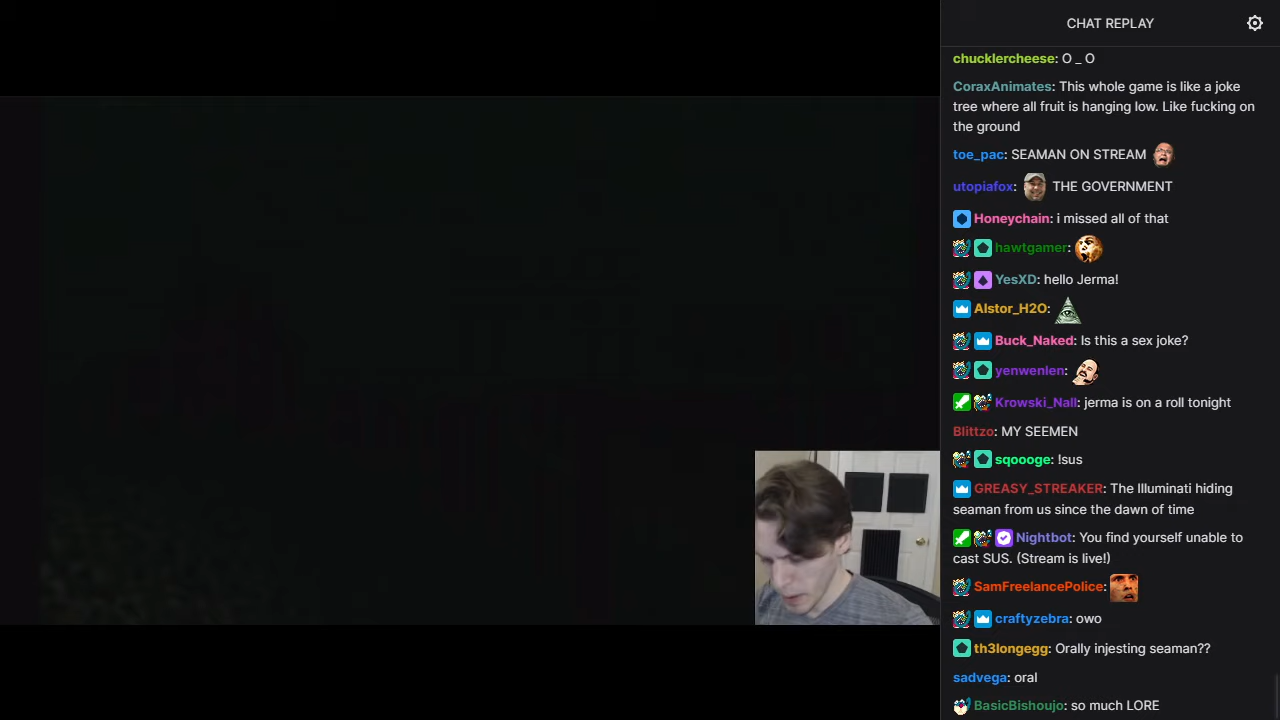 CHAT REPLAY
chucklercheese: O _ O
CoraxAnimates: This whole game is like a joke
tree where all fruit is hanging low. Like fucking on
the ground
toe_pac: SEAMAN ON STREAM
utopiafox: THE GOVERNMENT
Honeychain: i missed all of that
hawtgamer:
YesXD: hello Jerma!
Alstor_H2O:
Buck_Naked: Is this a sex joke?
yenwenlen:
Krowski_Nall: jerma is on a roll tonight
Blittzo: MY SEEMEN
sqoooge: !sus
GREASY_STREAKER: The Illuminati hiding
seaman from us since the dawn of time
Nightbot: You find yourself unable to
cast SUS. (Stream is live!)
SamFreelancePolice:
craftyzebra: owo
th3longegg: Orally injesting seaman??
sadvega: oral
BasicBishoujo: so much LORE